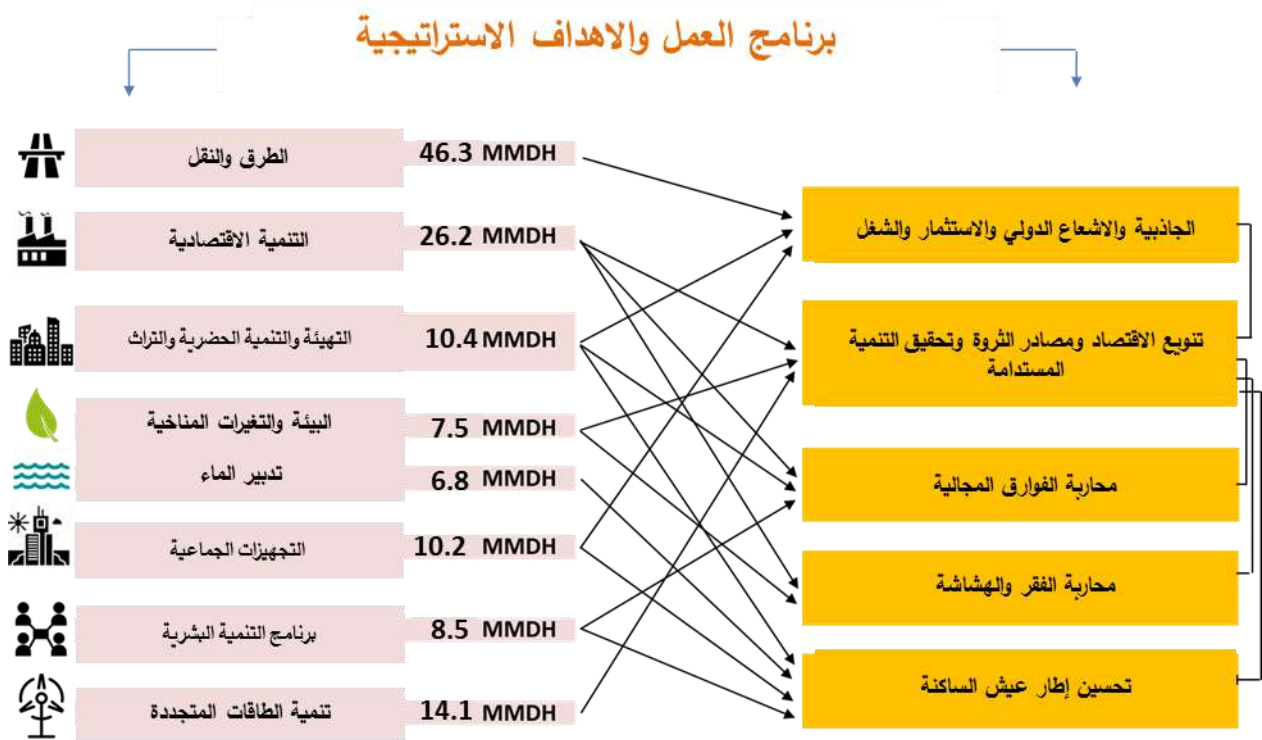 برنامج العمل والاهداف الاستراتيجية
الطرق والنقل
46.3 MMDH
التنمية الاقتصادية
26.2 MMDH
التهيئة والتنمية الحضرية والتراث
10.4 MMDH
البيئة والتغيرات المناخية
7.5 MMDH
تدبير الماء
6.8 MMDH
التجهيزات الجماعية
10.2 MMDH
برنامج التنمية البشرية
8.5 MMDH
تنمية الطاقات المتجددة
14.1 MMDH
الجاذبية والاشعاع الدولي والاستثمار والشغل
تنويع الاقتصاد ومصادر الثروة وتحقيق التنمية
المستدامة
محاربة الفوارق المجالية
محاربة الفقر والهشاشة
تحسين إطار عيش الساكنة